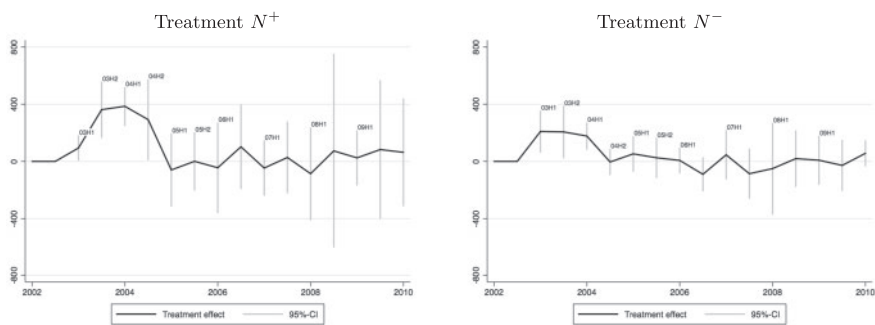 Treatment N+
800
400
0
-400
-800
03H1
03H2
04H1
04H2
05H1
05H2
06H1
07H1
08H1
09H1
2002 2004 2006 2008 2010
Treatment effect 95%-CI
Treatment N−
800
400
0
-400
-800
03H1
03H2
04H1
04H2
05H1
05H2
06H1
07H1
08H1
09H1
2002 2004 2006 2008 2010
Treatment effect 95%-CI